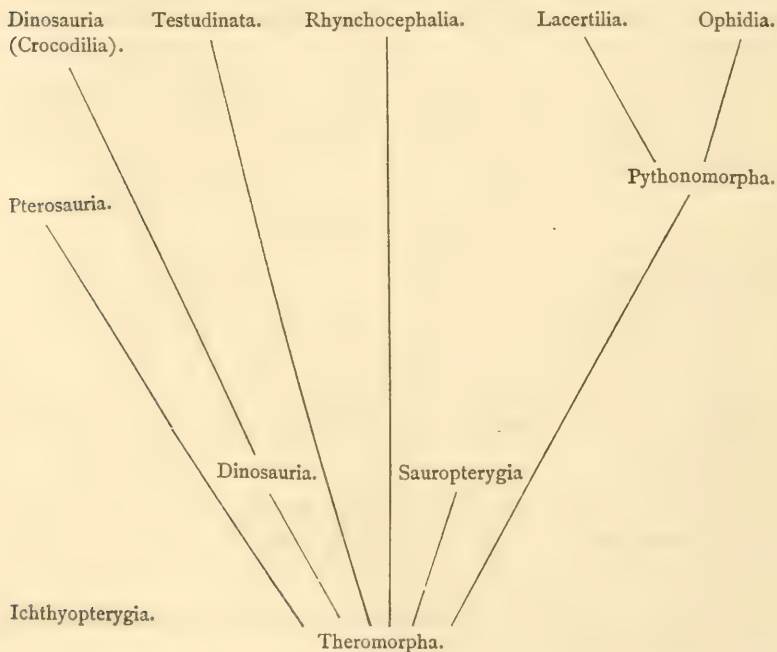 Dinosauria Testudinata. Rhynchocephalia. Lacertilia. Ophidia.
(Crocodilia).
Pythonomorpha.
Pterosauria.
Dinosauria. Sauropterygia
Ichthyopterygia.
Theromorpha.